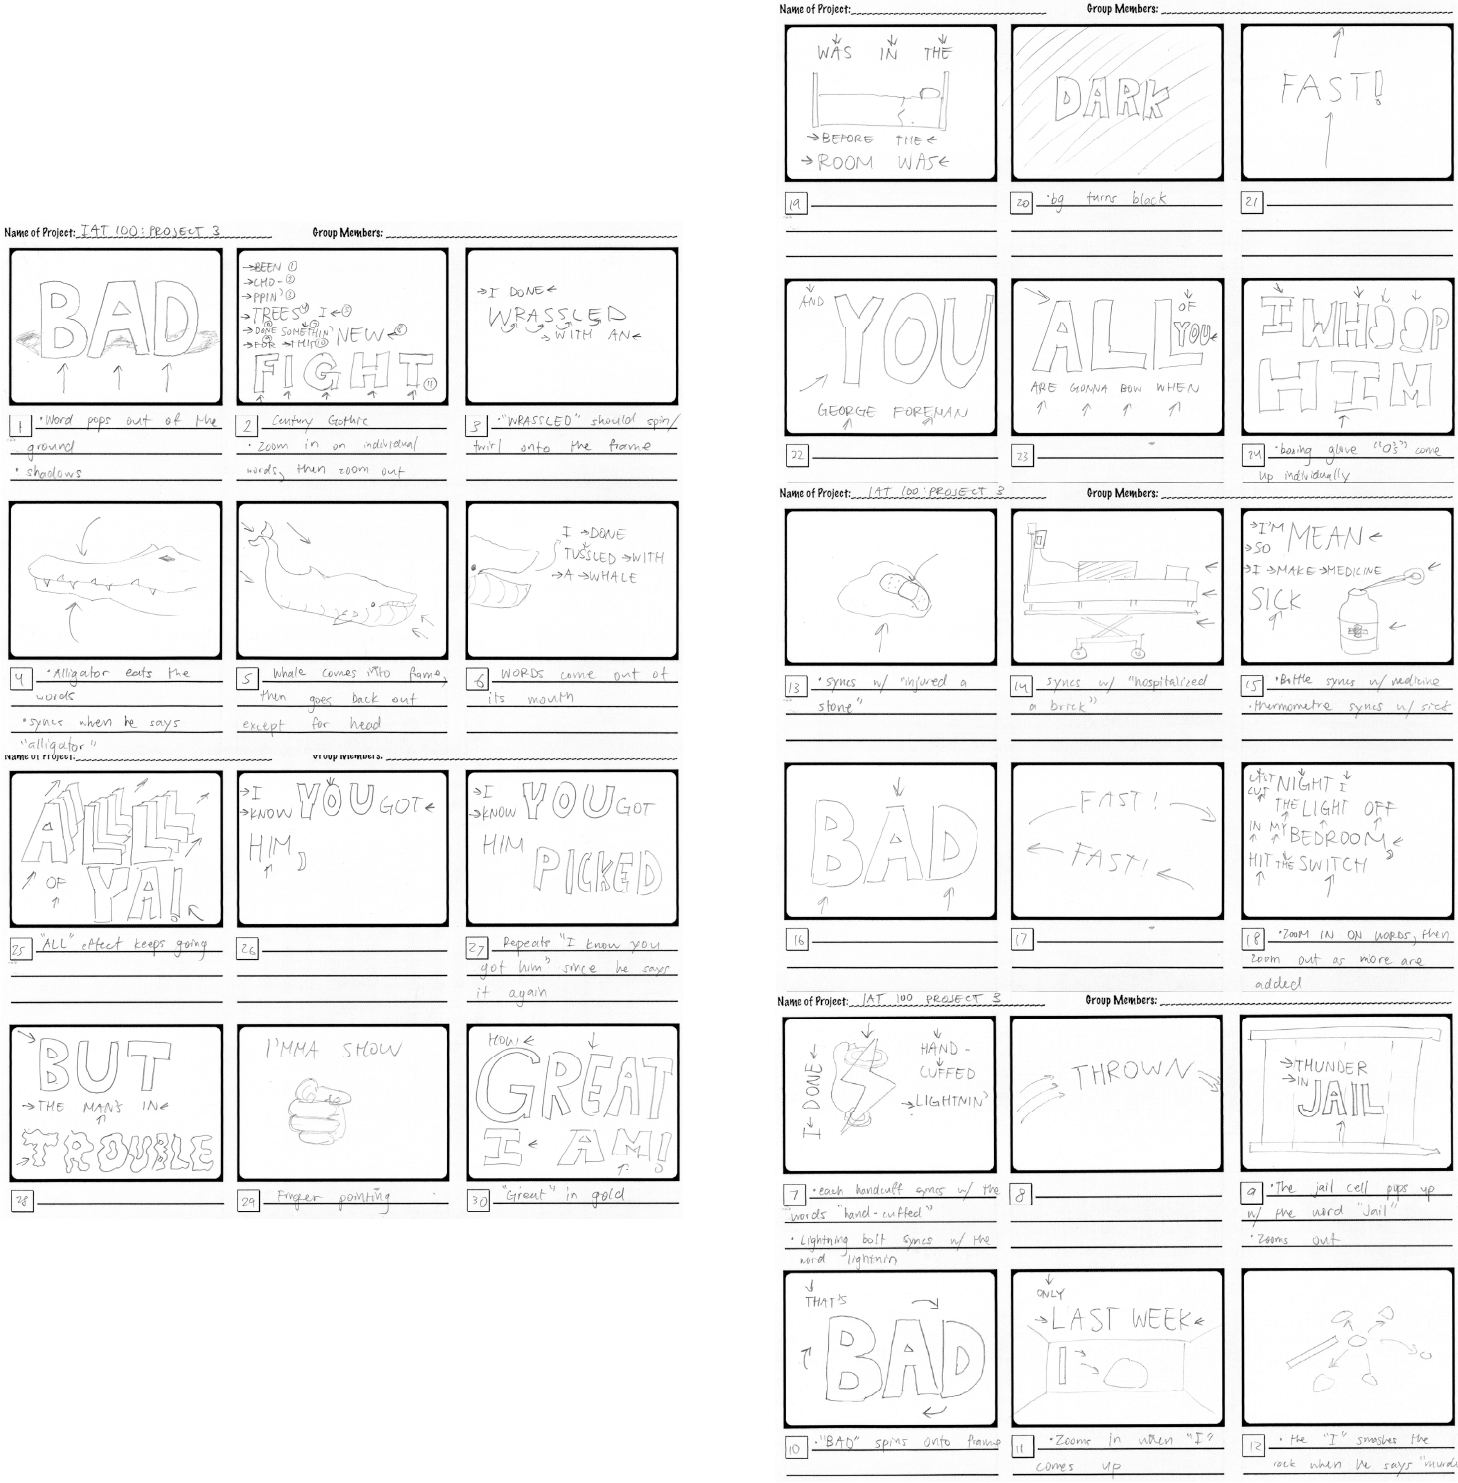 Name of Project: IAT 100: PROJECT 3 Group Members:
BAD
1 • Word pops out of the
ground
• shadows
BEEN 1
CHO- 2
PPIN' 3
TREES 4 I 5
DONE 6 SOMETHIN' 7 NEW 8
FOR 9 THIS 10
FIGHT 11
2 Century Gothic
• Zoom in on individual
words, then zoom out
I DONE
WRASSLED
WITH AN
3 • "WRASSLED" should spin/
twirl onto the frame
4 • Alligator eats the
words
• syncs when he says
"alligator"
5 Whale comes into frame,
then goes back out
except for head
I DONE
TUSSLED WITH
A WHALE
6 WORDS come out of
its mouth
Name of Project: IAT 100 PROJECT 3 Group Members:
I DONE
HAND-
CUFFED
LIGHTNIN'
7 • each handcuff syncs w/ the
words "hand-cuffed"
• Lightning bolt syncs w/ the
word lightnin
THROWN
8
THUNDER
IN
JAIL
9 • The jail cell pops up
w/ the word "Jail"
• Zooms out
THAT'S
BAD
10 • "BAD" spins onto frame
ONLY
LAST WEEK
I
11 • Zooms in when "I"
comes up
12 • the "I" smashes the
rock when he says "murde
Name of Project: IAT 100: PROJECT 3 Group Members:
13 • syncs w/ "injured a
stone"
14 syncs w/ "hospitalised
a brick"
I'M
SO MEAN
I MAKE MEDICINE
SICK
15 • Bottle syncs w/ medicine
• thermometre syncs w/ sick
BAD
16
FAST!
FAST!
17
LAST NIGHT I
CUT THE LIGHT OFF
IN MY BEDROOM,
HIT THE SWITCH
18 • ZOOM IN ON WORDS, then
zoom out as more are
added
Name of Project: Group Members:
WAS IN THE
BEFORE THE
ROOM WAS
19
DARK
20 • bg turns black
FAST!
21
AND YOU
GEORGE FOREMAN
22
ALL OF
YOU
ARE GONNA BOW WHEN
23
I WHOOP
HIM
24 • boxing glove "O's" come
up individually
Name of Project: Group Members:
ALL
OF YA!
25 "ALL" effect keeps going
I
KNOW YOU GOT
HIM,
26
I
KNOW YOU GOT
HIM PICKED
27 Repeats "I know you
got him" since he says
it again
BUT
THE MAN'S IN
TROUBLE
28
I'MMA SHOW
29 Finger pointing
HOW
GREAT
I AM!
30 "Great" in gold